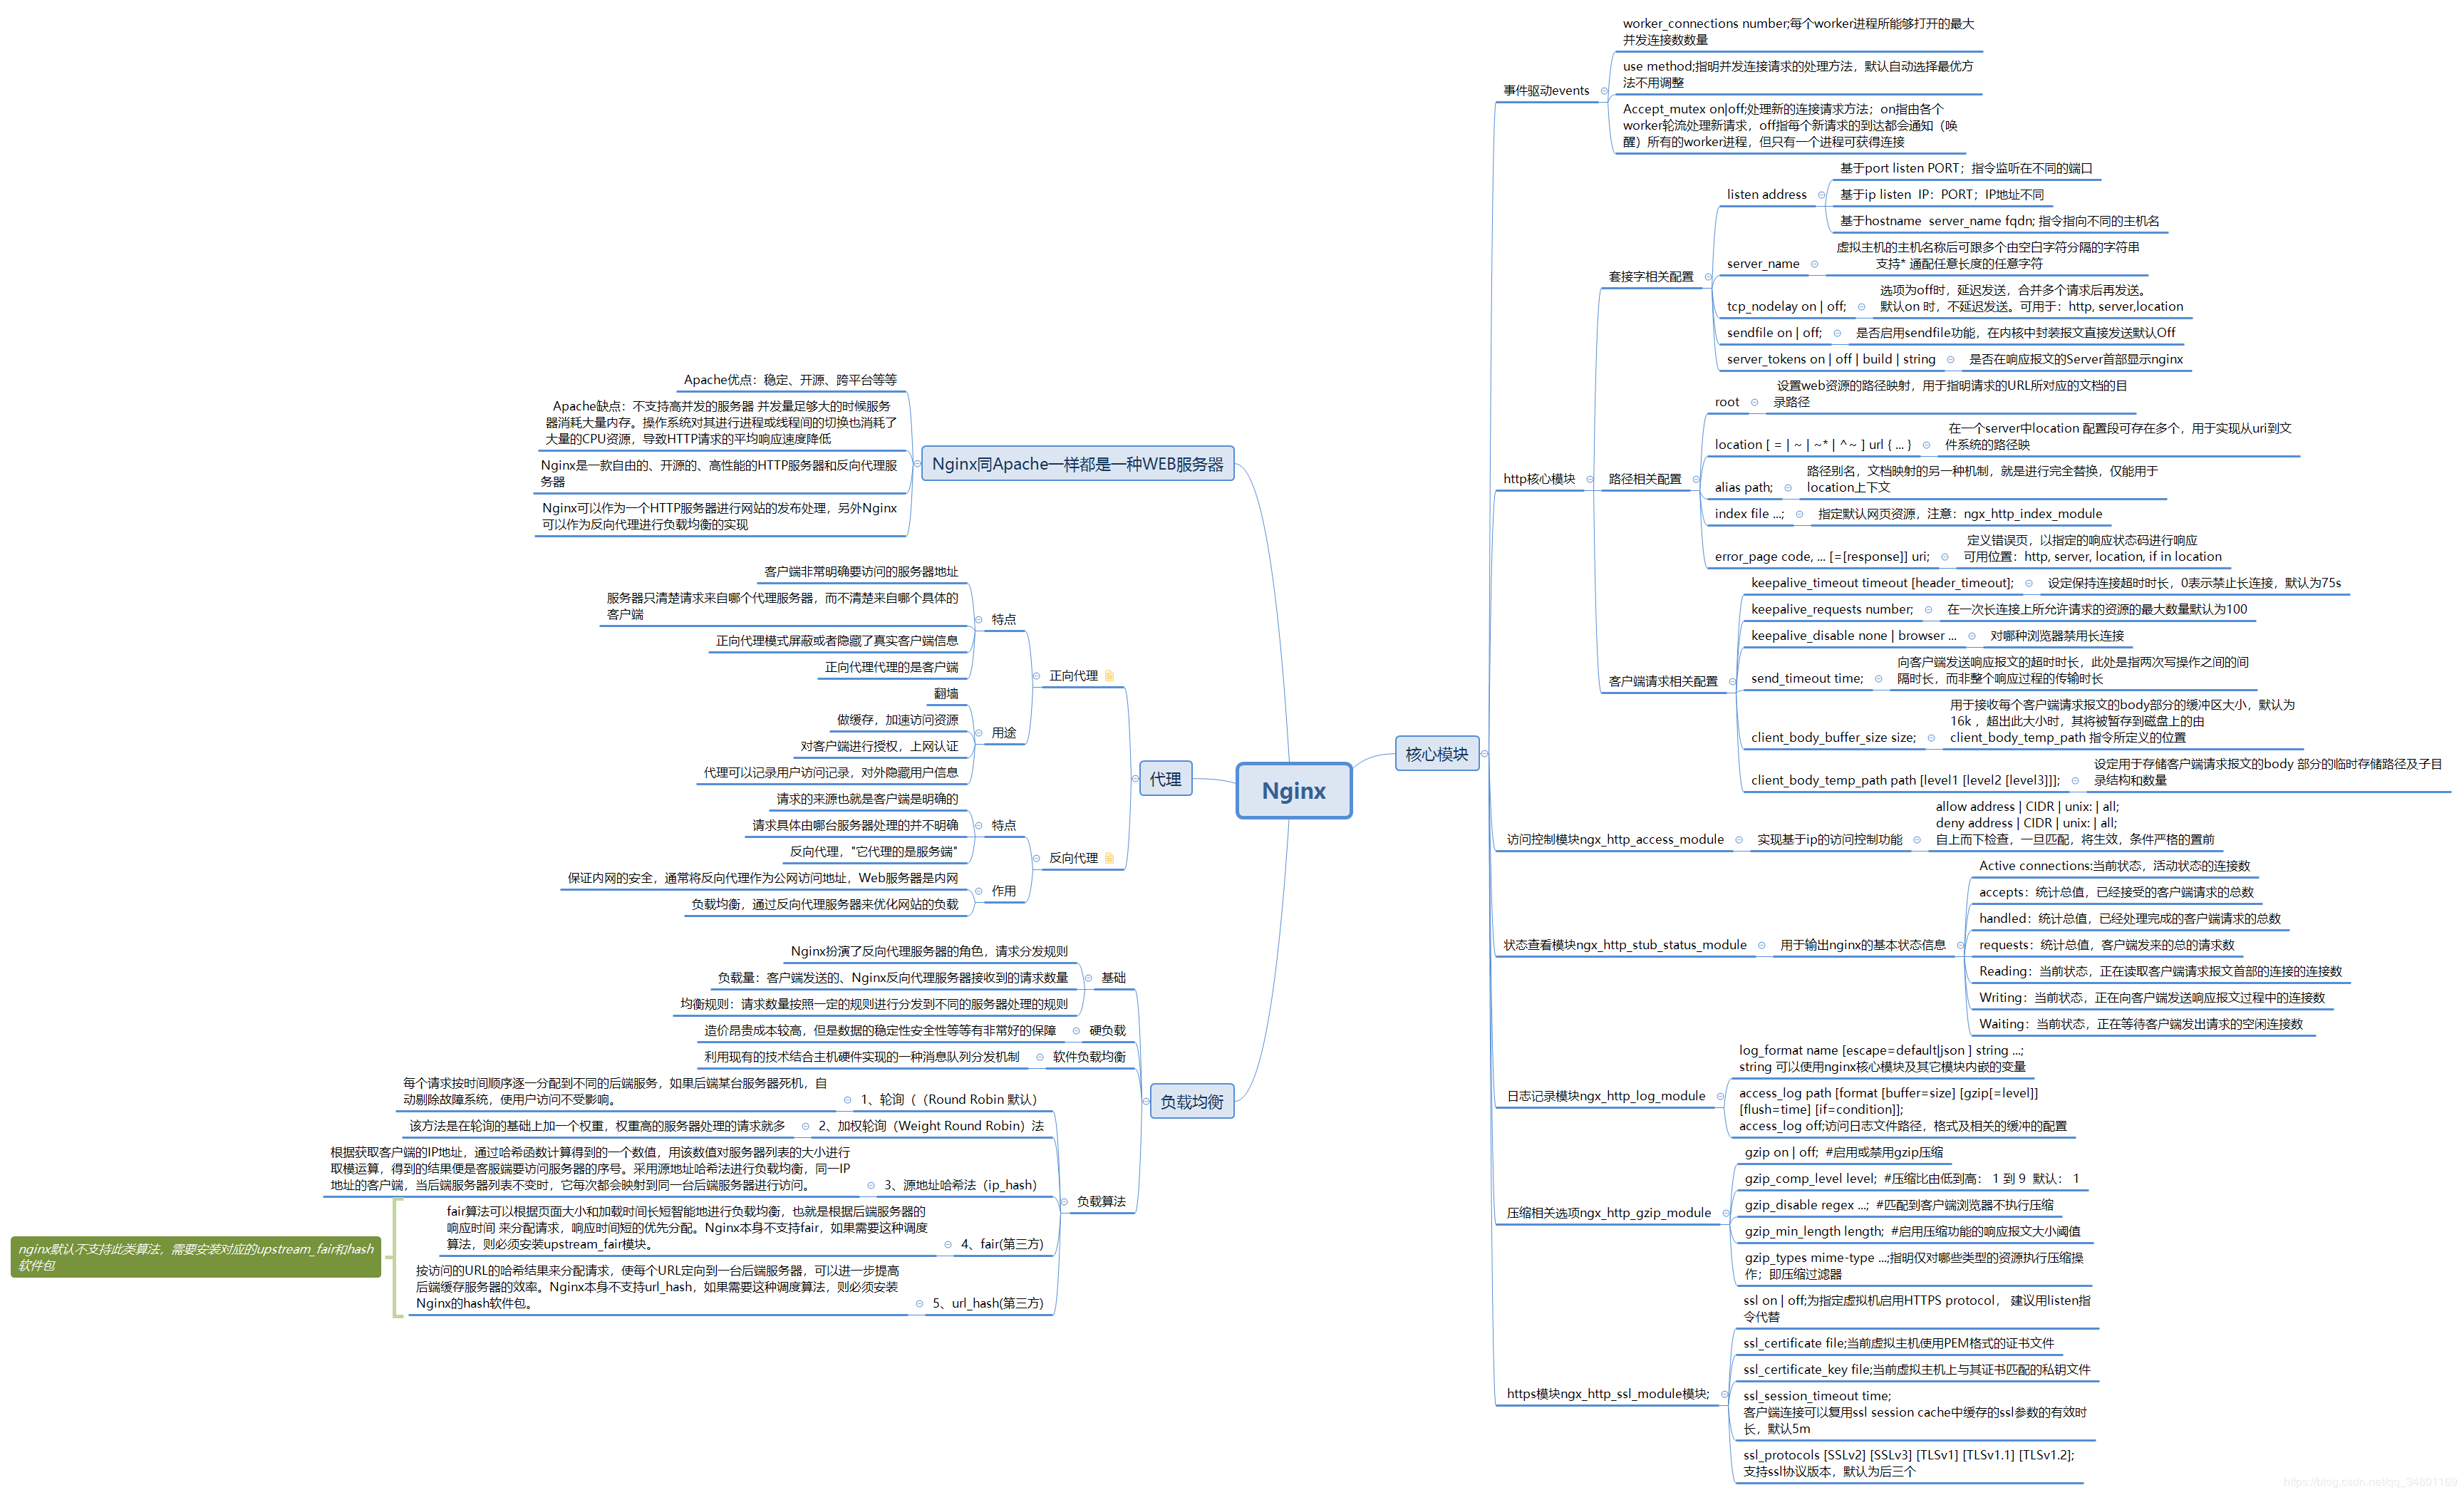 Nginx
Nginx同Apache一样都是一种WEB服务器
Apache优点：稳定、开源、跨平台等等
Apache缺点：不支持高并发的服务器 并发量足够大的时候服务
器消耗大量内存。操作系统对其进行进程或线程间的切换也消耗了
大量的CPU资源，导致HTTP请求的平均响应速度降低
Nginx是一款自由的、开源的、高性能的HTTP服务器和反向代理服
务器
Nginx可以作为一个HTTP服务器进行网站的发布处理，另外Nginx
可以作为反向代理进行负载均衡的实现
代理
正向代理
特点
客户端非常明确要访问的服务器地址
服务器只清楚请求来自哪个代理服务器，而不清楚来自哪个具体的
客户端
正向代理模式屏蔽或者隐藏了真实客户端信息
正向代理代理的是客户端
用途
翻墙
做缓存，加速访问资源
对客户端进行授权，上网认证
代理可以记录用户访问记录，对外隐藏用户信息
反向代理
特点
请求的来源也就是客户端是明确的
请求具体由哪台服务器处理的并不明确
反向代理，"它代理的是服务端"
作用
保证内网的安全，通常将反向代理作为公网访问地址，Web服务器是内网
负载均衡，通过反向代理服务器来优化网站的负载
负载均衡
基础
Nginx扮演了反向代理服务器的角色，请求分发规则
负载量：客户端发送的、Nginx反向代理服务器接收到的请求数量
均衡规则：请求数量按照一定的规则进行分发到不同的服务器处理的规则
硬负载
造价昂贵成本较高，但是数据的稳定性安全性等等有非常好的保障
软件负载均衡
利用现有的技术结合主机硬件实现的一种消息队列分发机制
负载算法
1、轮询（（Round Robin 默认）
每个请求按时间顺序逐一分配到不同的后端服务，如果后端某台服务器死机，自
动剔除故障系统，使用户访问不受影响。
2、加权轮询（Weight Round Robin）法
该方法是在轮询的基础上加一个权重，权重高的服务器处理的请求就多
3、源地址哈希法（ip_hash）
根据获取客户端的IP地址，通过哈希函数计算得到的一个数值，用该数值对服务器列表的大小进行
取模运算，得到的结果便是客服端要访问服务器的序号。采用源地址哈希法进行负载均衡，同一IP
地址的客户端，当后端服务器列表不变时，它每次都会映射到同一台后端服务器进行访问。
4、fair(第三方)
fair算法可以根据页面大小和加载时间长短智能地进行负载均衡，也就是根据后端服务器的
响应时间 来分配请求，响应时间短的优先分配。Nginx本身不支持fair，如果需要这种调度
算法，则必须安装upstream_fair模块。
5、url_hash(第三方)
按访问的URL的哈希结果来分配请求，使每个URL定向到一台后端服务器，可以进一步提高
后端缓存服务器的效率。Nginx本身不支持url_hash，如果需要这种调度算法，则必须安装
Nginx的hash软件包。
nginx默认不支持此类算法，需要安装对应的upstream_fair和hash
软件包
核心模块
事件驱动events
worker_connections number;每个worker进程所能够打开的最大
并发连接数数量
use method;指明并发连接请求的处理方法，默认自动选择最优方
法不用调整
Accept_mutex on|off;处理新的连接请求方法；on指由各个
worker轮流处理新请求，off指每个新请求的到达都会通知（唤
醒）所有的worker进程，但只有一个进程可获得连接
http核心模块
套接字相关配置
listen address
基于port listen PORT；指令监听在不同的端口
基于ip listen  IP：PORT；IP地址不同
基于hostname  server_name fqdn; 指令指向不同的主机名
server_name
虚拟主机的主机名称后可跟多个由空白字符分隔的字符串
支持* 通配任意长度的任意字符
tcp_nodelay on | off;
选项为off时，延迟发送，合并多个请求后再发送。
默认on 时，不延迟发送。可用于：http, server,location
sendfile on | off;
是否启用sendfile功能，在内核中封装报文直接发送默认Off
server_tokens on | off | build | string
是否在响应报文的Server首部显示nginx
路径相关配置
root
设置web资源的路径映射，用于指明请求的URL所对应的文档的目
录路径
location [ = | ~ | ~* | ^~ ] url { ... }
在一个server中location 配置段可存在多个，用于实现从uri到文
件系统的路径映
alias path;
路径别名，文档映射的另一种机制，就是进行完全替换，仅能用于
location上下文
index file ...;
指定默认网页资源，注意：ngx_http_index_module
error_page code, ... [=[response]] uri;
定义错误页，以指定的响应状态码进行响应
可用位置：http, server, location, if in location
客户端请求相关配置
keepalive_timeout timeout [header_timeout];
设定保持连接超时时长，0表示禁止长连接，默认为75s
keepalive_requests number;
在一次长连接上所允许请求的资源的最大数量默认为100
keepalive_disable none | browser ...
对哪种浏览器禁用长连接
send_timeout time;
向客户端发送响应报文的超时时长，此处是指两次写操作之间的间
隔时长，而非整个响应过程的传输时长
client_body_buffer_size size;
用于接收每个客户端请求报文的body部分的缓冲区大小，默认为
16k ，超出此大小时，其将被暂存到磁盘上的由
client_body_temp_path 指令所定义的位置
client_body_temp_path path [level1 [level2 [level3]]];
设定用于存储客户端请求报文的body 部分的临时存储路径及子目
录结构和数量
访问控制模块ngx_http_access_module
实现基于ip的访问控制功能
allow address | CIDR | unix: | all;
deny address | CIDR | unix: | all;
自上而下检查，一旦匹配，将生效，条件严格的置前
状态查看模块ngx_http_stub_status_module
用于输出nginx的基本状态信息
Active connections:当前状态，活动状态的连接数
accepts：统计总值，已经接受的客户端请求的总数
handled：统计总值，已经处理完成的客户端请求的总数
requests：统计总值，客户端发来的总的请求数
Reading：当前状态，正在读取客户端请求报文首部的连接的连接数
Writing：当前状态，正在向客户端发送响应报文过程中的连接数
Waiting：当前状态，正在等待客户端发出请求的空闲连接数
日志记录模块ngx_http_log_module
log_format name [escape=default|json ] string ...;
string 可以使用nginx核心模块及其它模块内嵌的变量
access_log path [format [buffer=size] [gzip[=level]]
[flush=time] [if=condition]];
access_log off;访问日志文件路径，格式及相关的缓冲的配置
压缩相关选项ngx_http_gzip_module
gzip on | off;  #启用或禁用gzip压缩
gzip_comp_level level;  #压缩比由低到高： 1 到 9  默认： 1
gzip_disable regex ...;  #匹配到客户端浏览器不执行压缩
gzip_min_length length;  #启用压缩功能的响应报文大小阈值
gzip_types mime-type ...;指明仅对哪些类型的资源执行压缩操
作；即压缩过滤器
https模块ngx_http_ssl_module模块;
ssl on | off;为指定虚拟机启用HTTPS protocol， 建议用listen指
令代替
ssl_certificate file;当前虚拟主机使用PEM格式的证书文件
ssl_certificate_key file;当前虚拟主机上与其证书匹配的私钥文件
ssl_session_timeout time;
客户端连接可以复用ssl session cache中缓存的ssl参数的有效时
长，默认5m
ssl_protocols [SSLv2] [SSLv3] [TLSv1] [TLSv1.1] [TLSv1.2];
支持ssl协议版本，默认为后三个